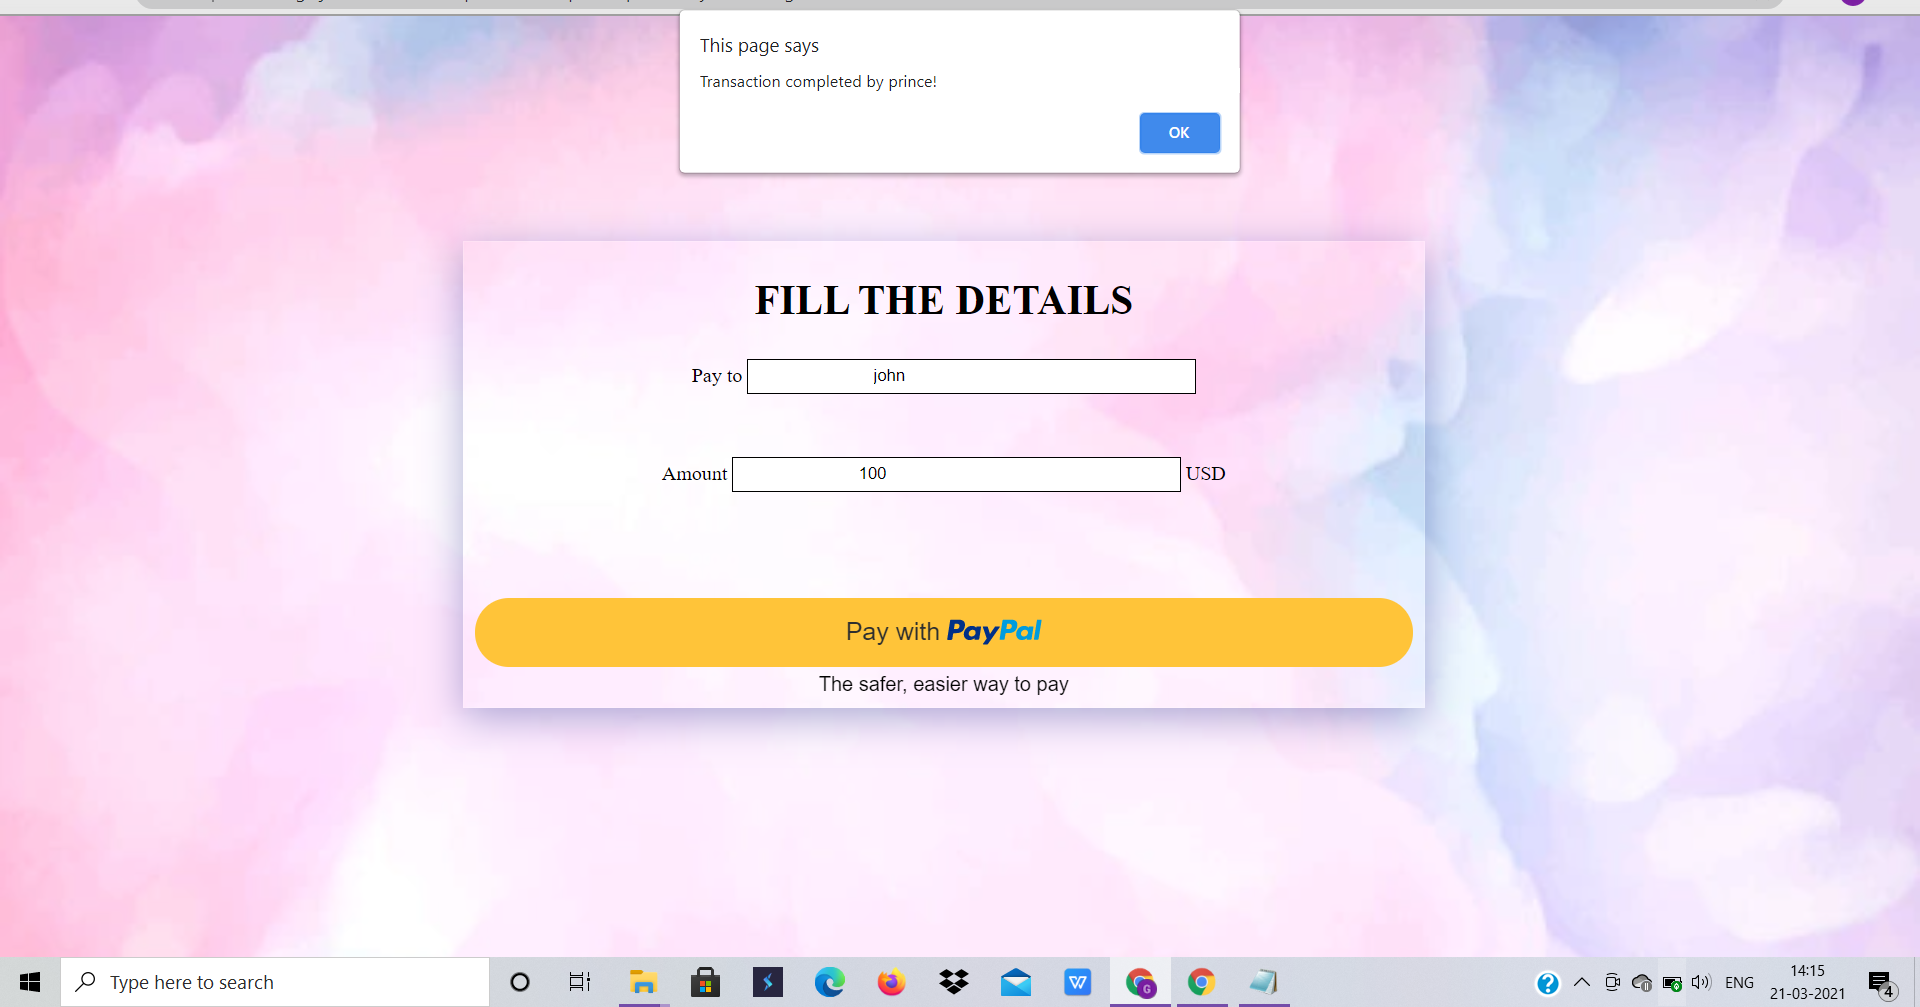 This page says
Transaction completed by prince!
OK
FILL THE DETAILS
Pay to john
Amount 100 USD
Pay with PayPal
The safer, easier way to pay
Type here to search
ENG
14:15
21-03-2021
4